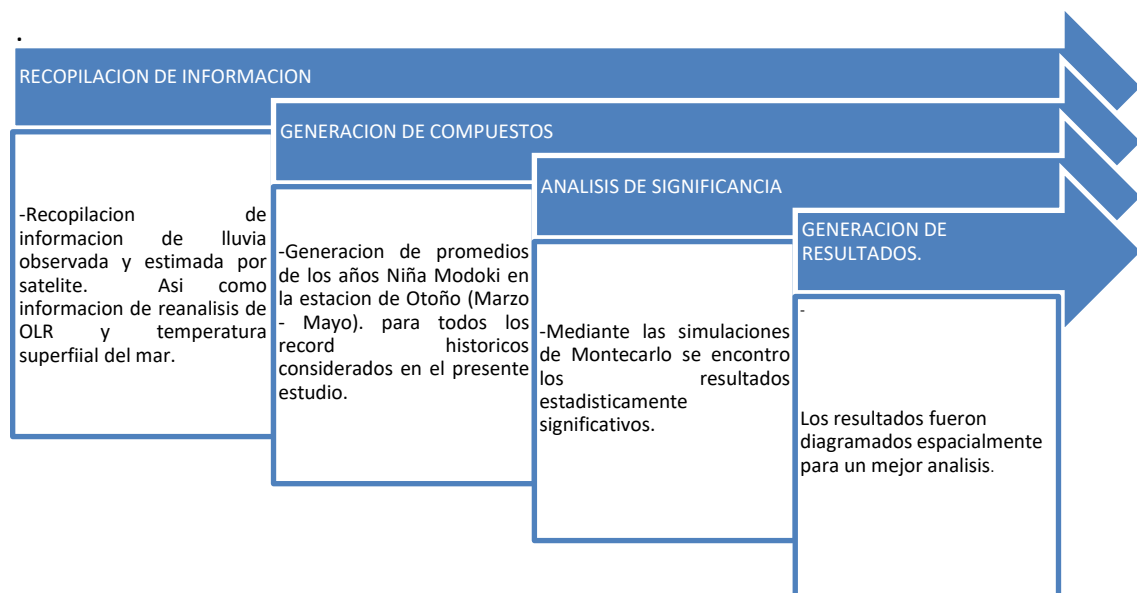 .
RECOPILACION DE INFORMACION
-Recopilacion de
informacion de lluvia
observada y estimada por
satelite. Asi como
informacion de reanalisis de
OLR y temperatura
superfiial del mar.
GENERACION DE COMPUESTOS
-Generacion de promedios
de los años Niña Modoki en
la estacion de Otoño (Marzo
- Mayo). para todos los
record historicos
considerados en el presente
estudio.
ANALISIS DE SIGNIFICANCIA
-Mediante las simulaciones
de Montecarlo se encontro
los resultados
estadisticamente
significativos.
GENERACION DE
RESULTADOS.
-
Los resultados fueron
diagramados espacialmente
para un mejor analisis.